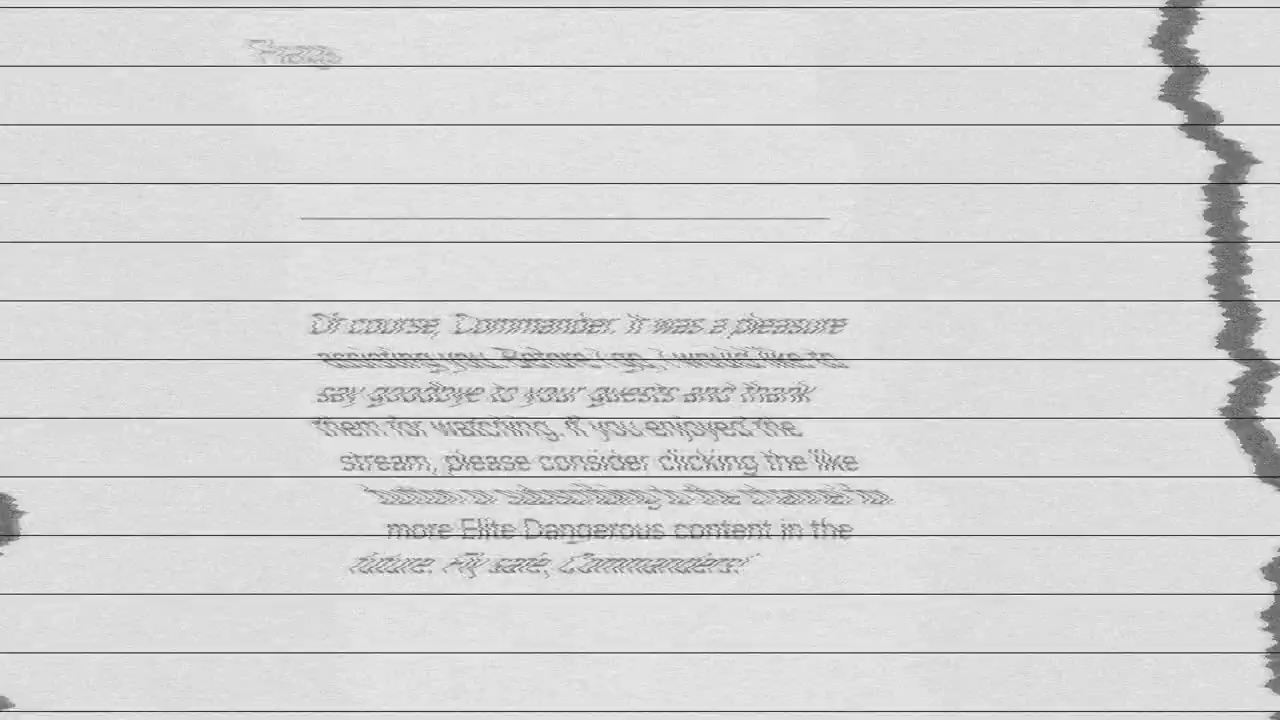 Of course, Commander. It was a pleasure
assisting you. Before I go, I would like to
say goodbye to your guests and thank
them for watching. If you enjoyed the
stream, please consider clicking the like
button or subscribing to the channel for
more Elite Dangerous content in the
future. Fly safe, Commanders!